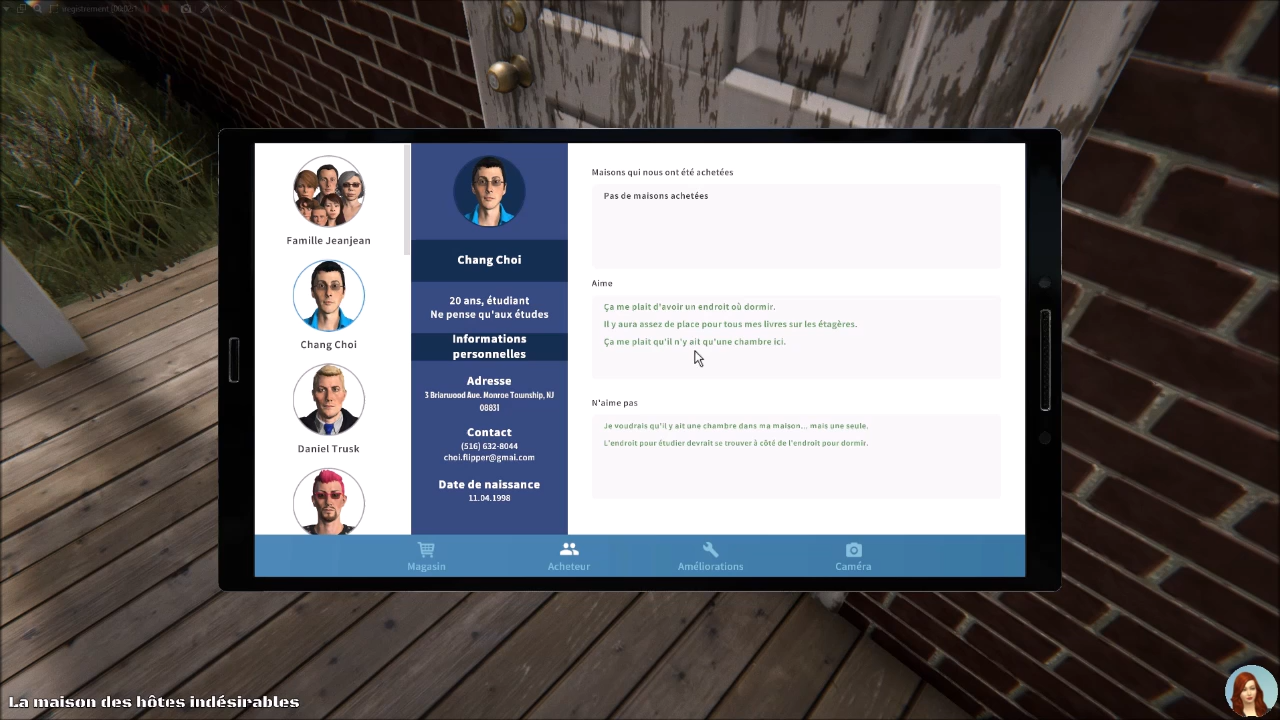 Famille Jeanjean
Chang Choi
Daniel Trusk
Chang Choi
20 ans, étudiant
Ne pense qu'aux études
Informations
personnelles
Adresse
3 Briarwood Ave. Monroe Township, NJ
08831
Contact
(516) 632-8044
choi.flipper@gmai.com
Date de naissance
11.04.1998
Maisons qui nous ont été achetées
Pas de maisons achetées
Aime
Ça me plaît d'avoir un endroit où dormir.
Il y aura assez de place pour tous mes livres sur les étagères.
Ça me plait qu'il n'y ait qu'une chambre ici.
N'aime pas
Je voudrais qu'il y ait une chambre dans ma maison... mais une seule.
L'endroit pour étudier devrait se trouver à côté de l'endroit pour dormir.
Magasin
Acheteur
Améliorations
Caméra
La maison des hôtes indésirables